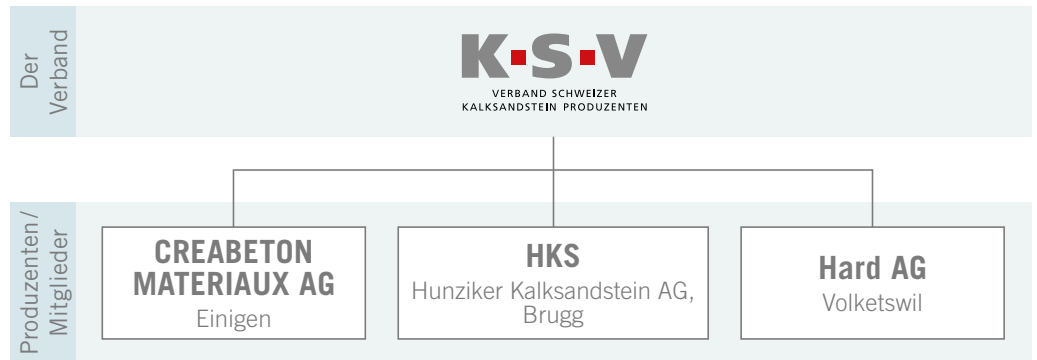 Der
Verband
K·S·V
VERBAND SCHWEIZER
KALKSANDSTEIN PRODUZENTEN
Produzenten/
Mitglieder
CREABETON
MATERIAUX AG
Einigen
HKS
Hunziker Kalksandstein AG,
Brugg
Hard AG
Volketswil